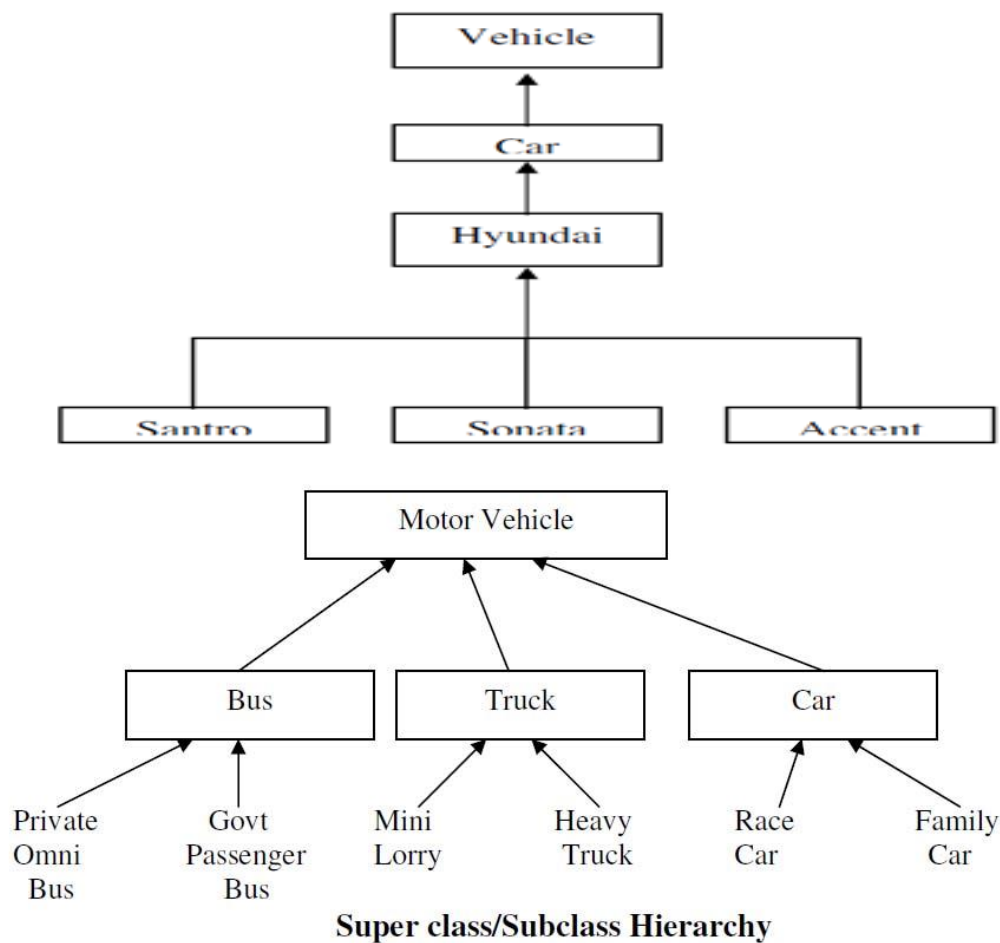 Vehicle
Car
Hyundai
Santro Sonata Accent
Motor Vehicle
Bus Truck Car
Private Govt Mini Heavy Race Family
Omni Passenger Lorry Truck Car Car
Bus Bus
Super class/Subclass Hierarchy